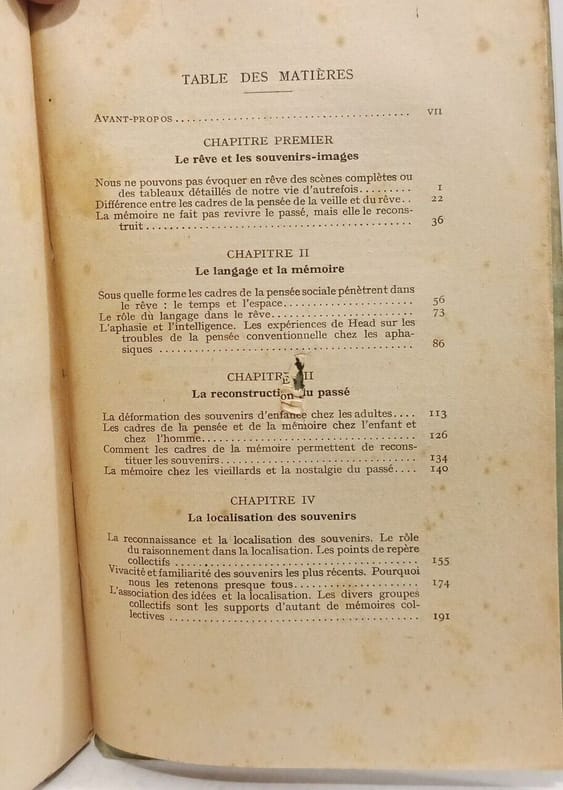 TABLE DES MATIÈRES
AVANT-PROPOS........................................ VII
CHAPITRE PREMIER
Le rêve et les souvenirs-images
Nous ne pouvons pas évoquer en rêve des scènes complètes ou
des tableaux détaillés de notre vie d'autrefois......... 1
Différence entre les cadres de la pensée de la veille et du rêve.. 22
La mémoire ne fait pas revivre le passé, mais elle le recons-
truit........................................ 36
CHAPITRE II
Le langage et la mémoire
Sous quelle forme les cadres de la pensée sociale pénètrent dans
le rêve : le temps et l'espace...................... 56
Le rôle du langage dans le rêve........................ 73
L'aphasie et l'intelligence. Les expériences de Head sur les
troubles de la pensée conventionnelle chez les apha-
siques ........................................ 86
CHAPITRE II
La reconstruction du passé
La déformation des souvenirs d'enfance chez les adultes.... 113
Les cadres de la pensée et de la mémoire chez l'enfant et
chez l'homme................................... 126
Comment les cadres de la mémoire permettent de recons-
tituer les souvenirs................................ 134
La mémoire chez les vieillards et la nostalgie du passé.... 140
CHAPITRE IV
La localisation des souvenirs
La reconnaissance et la localisation des souvenirs. Le rôle
du raisonnement dans la localisation. Les points de repère
collectifs ........................................ 155
Vivacité et familiarité des souvenirs les plus récents. Pourquoi
nous les retenons presque tous..................... 174
L'association des idées et la localisation. Les divers groupes
collectifs sont les supports d'autant de mémoires col-
lectives ........................................ 191